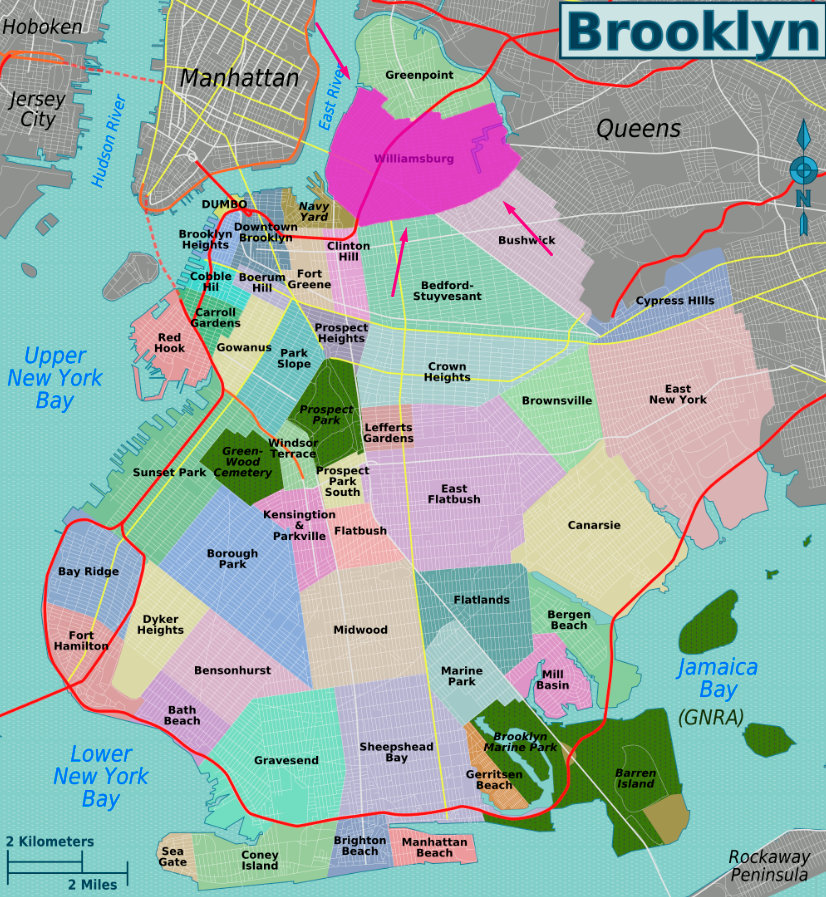 Brooklyn
Hoboken
Manhattan
Greenpoint
Jersey
City
Hudson River
East River
Queens
Williamsburg
N
DUMBO
Navy
Yard
Brooklyn
Heights
Downtown
Brooklyn
Clinton
Hill
Bushwick
Cobble
Hil
Boerum
Hill
Fort
Greene
Bedford-
Stuyvesant
Cypress HIlls
Carroll
Gardens
Red
Hook
Gowanus
Park
Slope
Prospect
Heights
Upper
New York
Bay
Crown
Heights
Brownsville
East
New York
Prospect
Park
Lefferts
Gardens
Green-
Wood
Cemetery
Windsor
Terrace
Sunset Park
Prospect
Park
South
East
Flatbush
Canarsie
Kensington
&
Parkville
Flatbush
Borough
Park
Bay Ridge
Flatlands
Bergen
Beach
Dyker
Heights
Fort
Hamilton
Midwood
Bensonhurst
Marine
Park
Mill
Basin
Jamaica
Bay
(GNRA)
Bath
Beach
Brooklyn
Marine Park
Lower
New York
Bay
Gravesend
Sheepshead
Bay
Gerritsen
Beach
Barren
Island
2 Kilometers
2 Miles
Sea
Gate
Coney
Island
Brighton
Beach
Manhattan
Beach
Rockaway
Peninsula